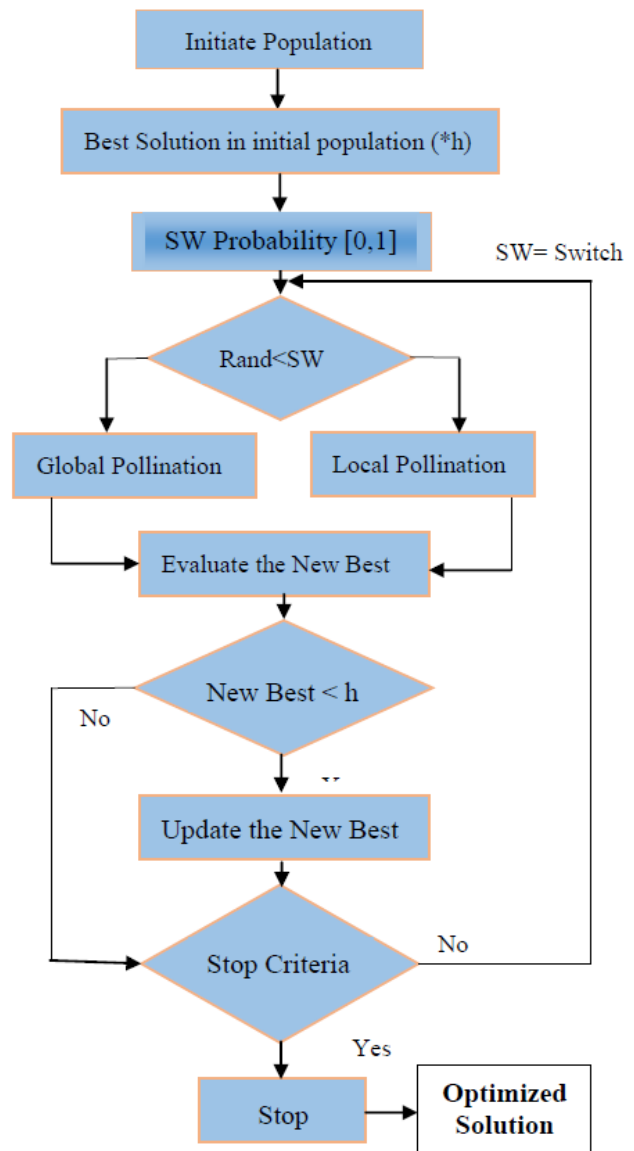 Initiate Population
Best Solution in initial population (*h)
SW Probability [0,1]
SW= Switch
Rand<SW
Global Pollination
Local Pollination
Evaluate the New Best
New Best < h
No
Update the New Best
Stop Criteria
No
Yes
Stop
Optimized
Solution